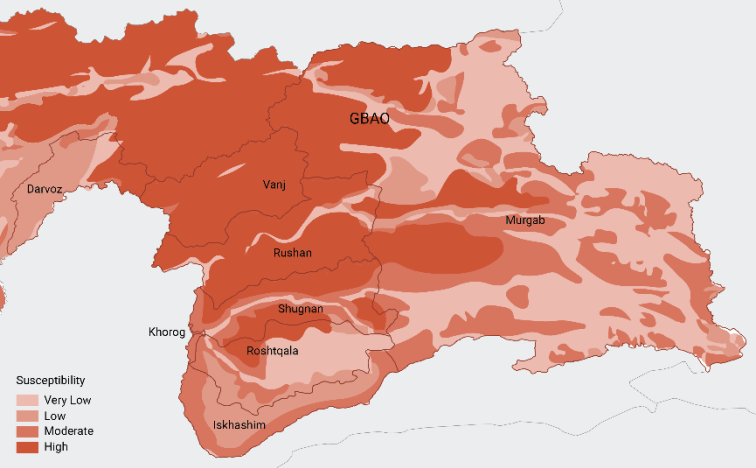 GBAO
Darvoz
Vanj
Murgab
Rushan
Shugnan
Khorog
Roshtqala
Iskhashim
Susceptibility
Very Low
Low
Moderate
High